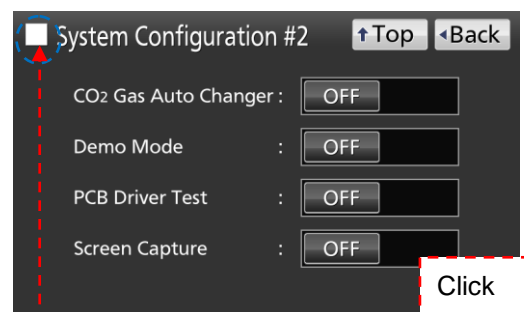 System Configuration #2 ↑Top ◂Back
CO2 Gas Auto Changer : OFF
Demo Mode : OFF
PCB Driver Test : OFF
Screen Capture : OFF
Click